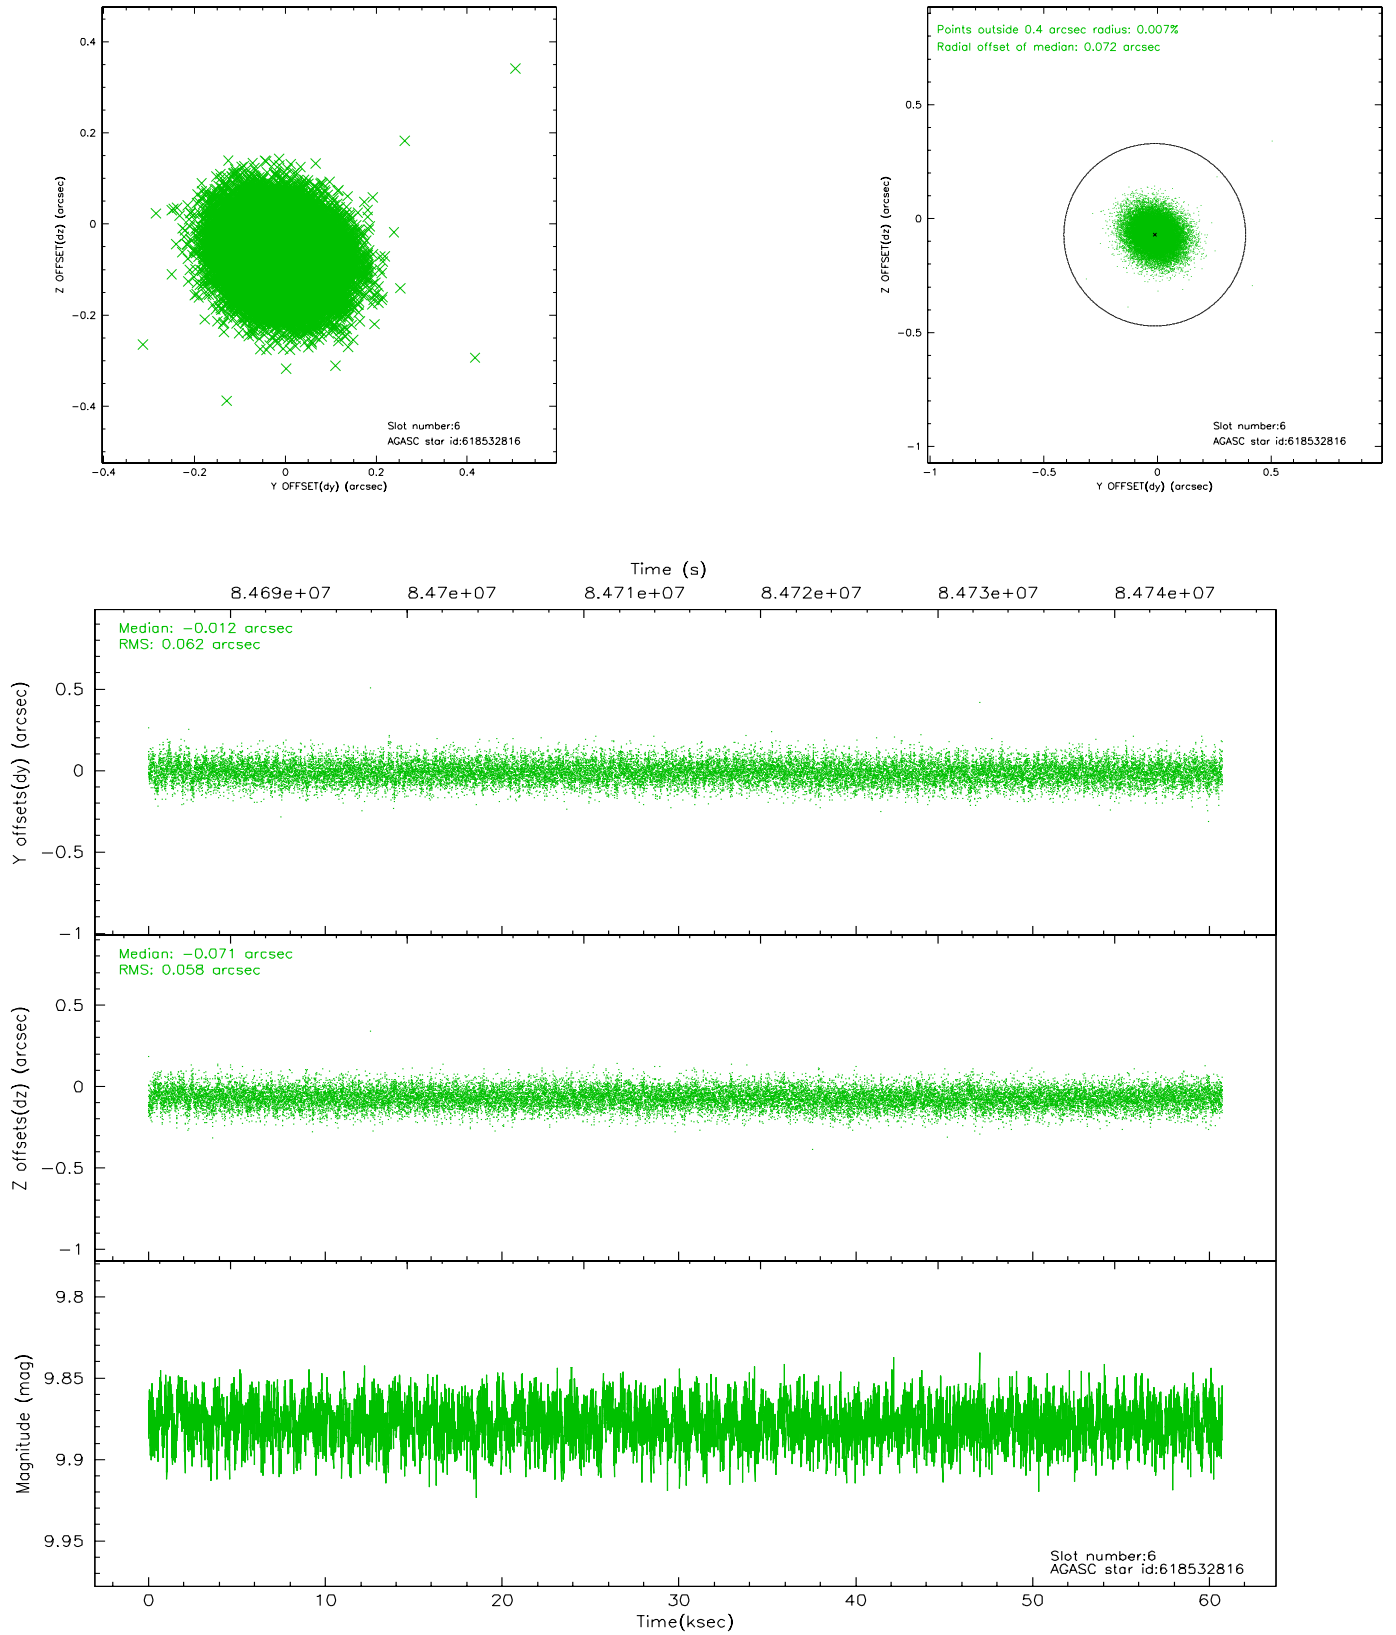 0.4
0.2
0
−0.2
−0.4
Z OFFSET(dz) (arcsec)
−0.4
−0.2
0
0.2
0.4
Y OFFSET(dy) (arcsec)
Slot number:6
AGASC star id:618532816
Points outside 0.4 arcsec radius: 0.007%
Radial offset of median: 0.072 arcsec
0.5
0
−0.5
−1
Z OFFSET(dz) (arcsec)
−1
−0.5
0
0.5
Y OFFSET(dy) (arcsec)
Slot number:6
AGASC star id:618532816
Time (s)
8.469e+07
8.47e+07
8.471e+07
8.472e+07
8.473e+07
8.474e+07
Median: −0.012 arcsec
RMS: 0.062 arcsec
0.5
0
−0.5
−1
Y offsets(dy) (arcsec)
Median: −0.071 arcsec
RMS: 0.058 arcsec
0.5
0
−0.5
−1
Z offsets(dz) (arcsec)
9.8
9.85
9.9
9.95
Magnitude (mag)
Slot number:6
AGASC star id:618532816
0
10
20
30
40
50
60
Time(ksec)